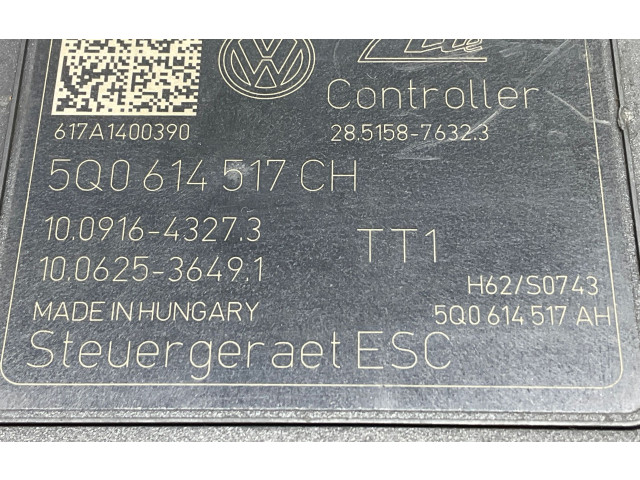 Ate
Controller
617A1400390 28.5158-7632.3
5Q0 614 517 CH
10.0916-4327.3
TT1
10.0625-3649.1
H62/S0743
MADE IN HUNGARY 5Q0 614 517 AH
Steuergeraet ESC